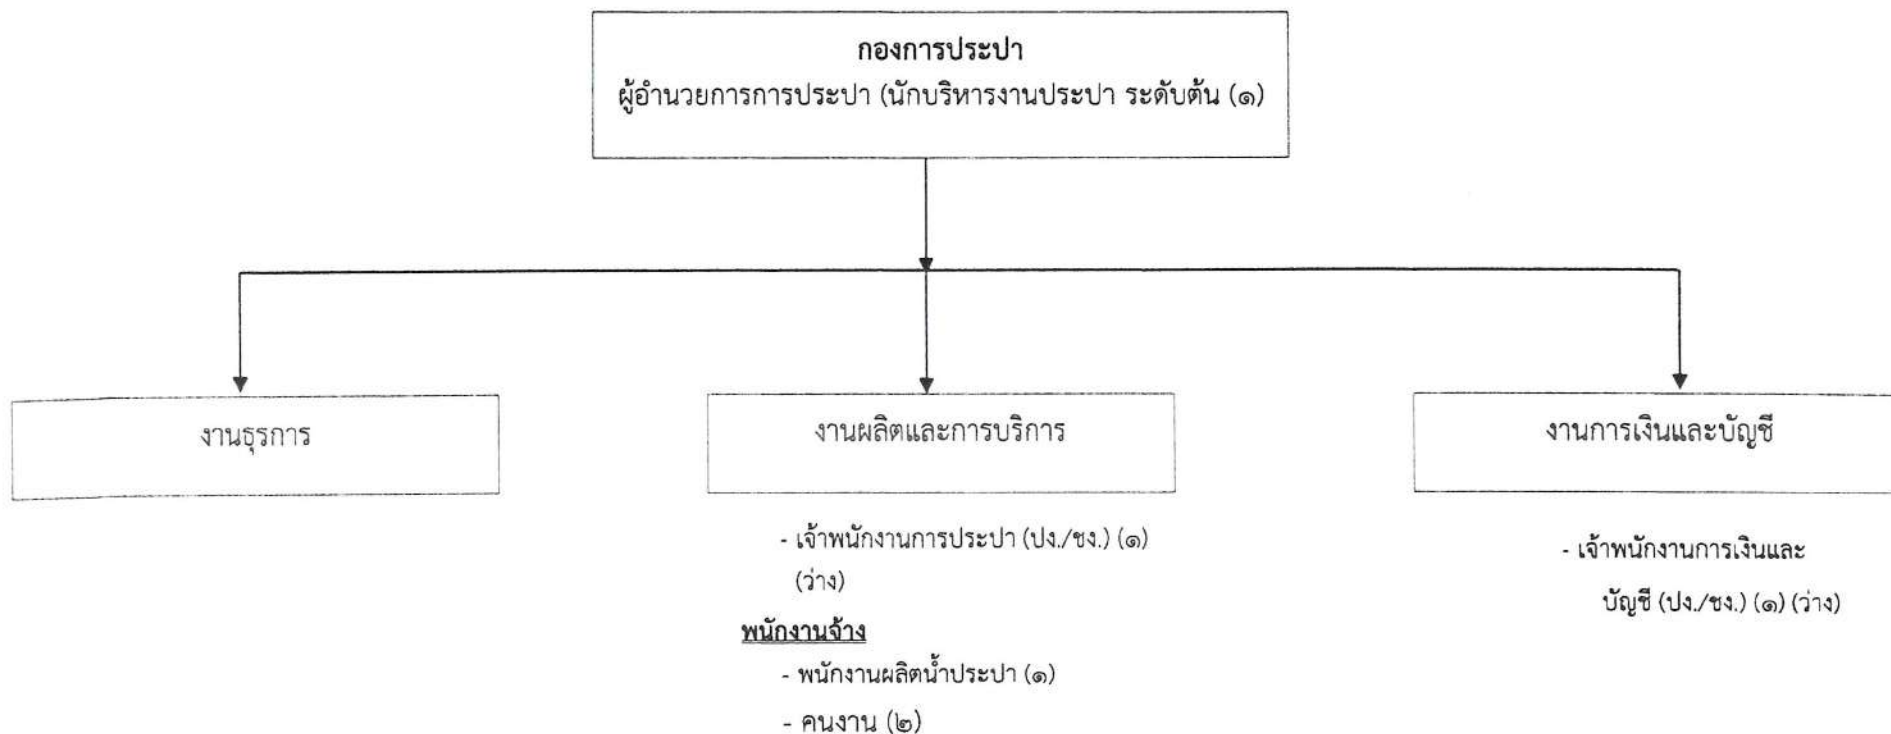 กองการประปา
ผู้อำนวยการการประปา (นักบริหารงานประปา ระดับต้น (๑)
งานธุรการ
งานผลิตและการบริการ
- เจ้าพนักงานการประปา (ปง./ชง.) (๑)
(ว่าง)
พนักงานจ้าง
- พนักงานผลิตน้ำประปา (๑)
- คนงาน (๒)
งานการเงินและบัญชี
- เจ้าพนักงานการเงินและ
บัญชี (ปง./ชง.) (๑) (ว่าง)